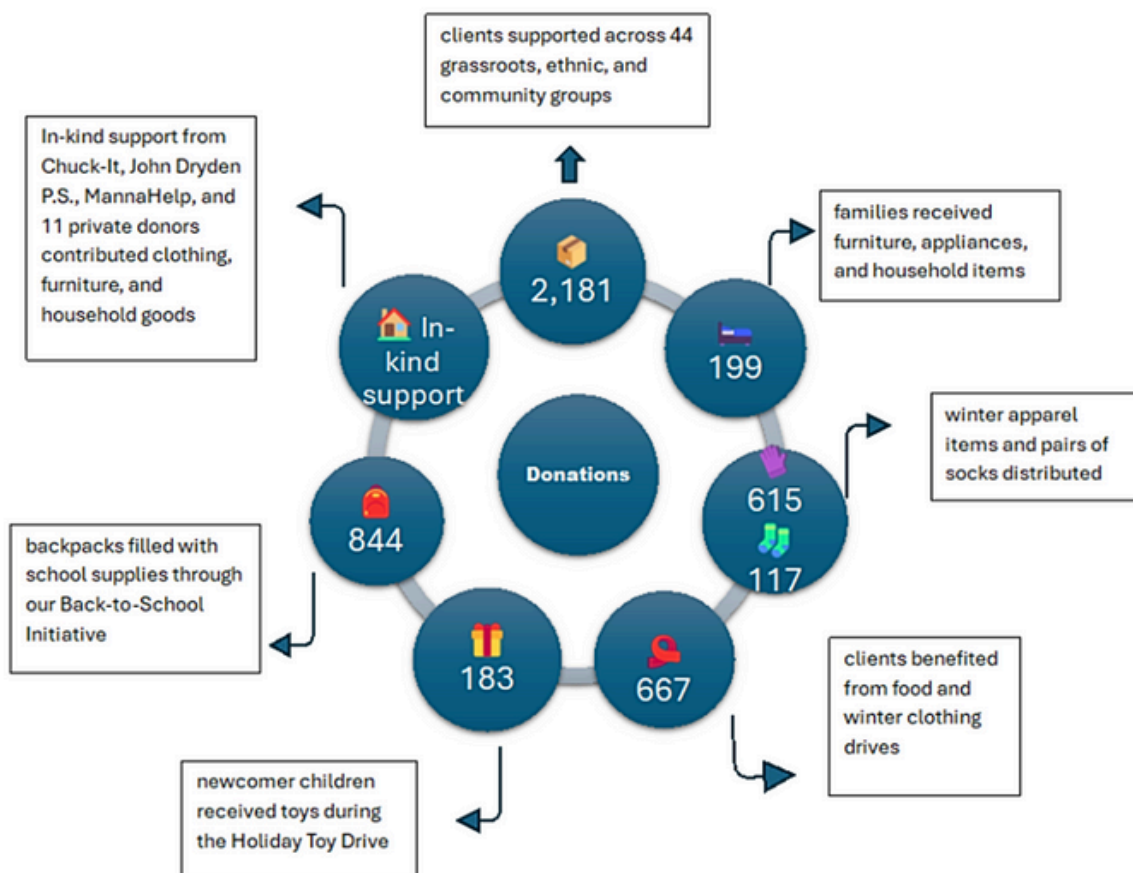 clients supported across 44
grassroots, ethnic, and
community groups
In-kind support from
Chuck-It, John Dryden
P.S., MannaHelp, and
11 private donors
contributed clothing,
furniture, and
household goods
families received
furniture, appliances,
and household items
2,181
In-
kind
support
199
winter apparel
items and pairs of
socks distributed
Donations
615
117
844
backpacks filled with
school supplies through
our Back-to-School
Initiative
183
667
clients benefited
from food and
winter clothing
drives
newcomer children
received toys during
the Holiday Toy Drive